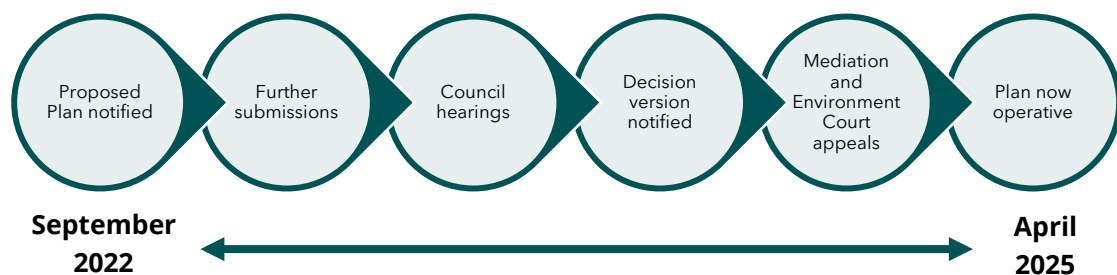 Proposed
Plan notified
Further
submissions
Council
hearings
Decision
version
notified
Mediation
and
Environment
Court
appeals
Plan now
operative
September
2022
April
2025